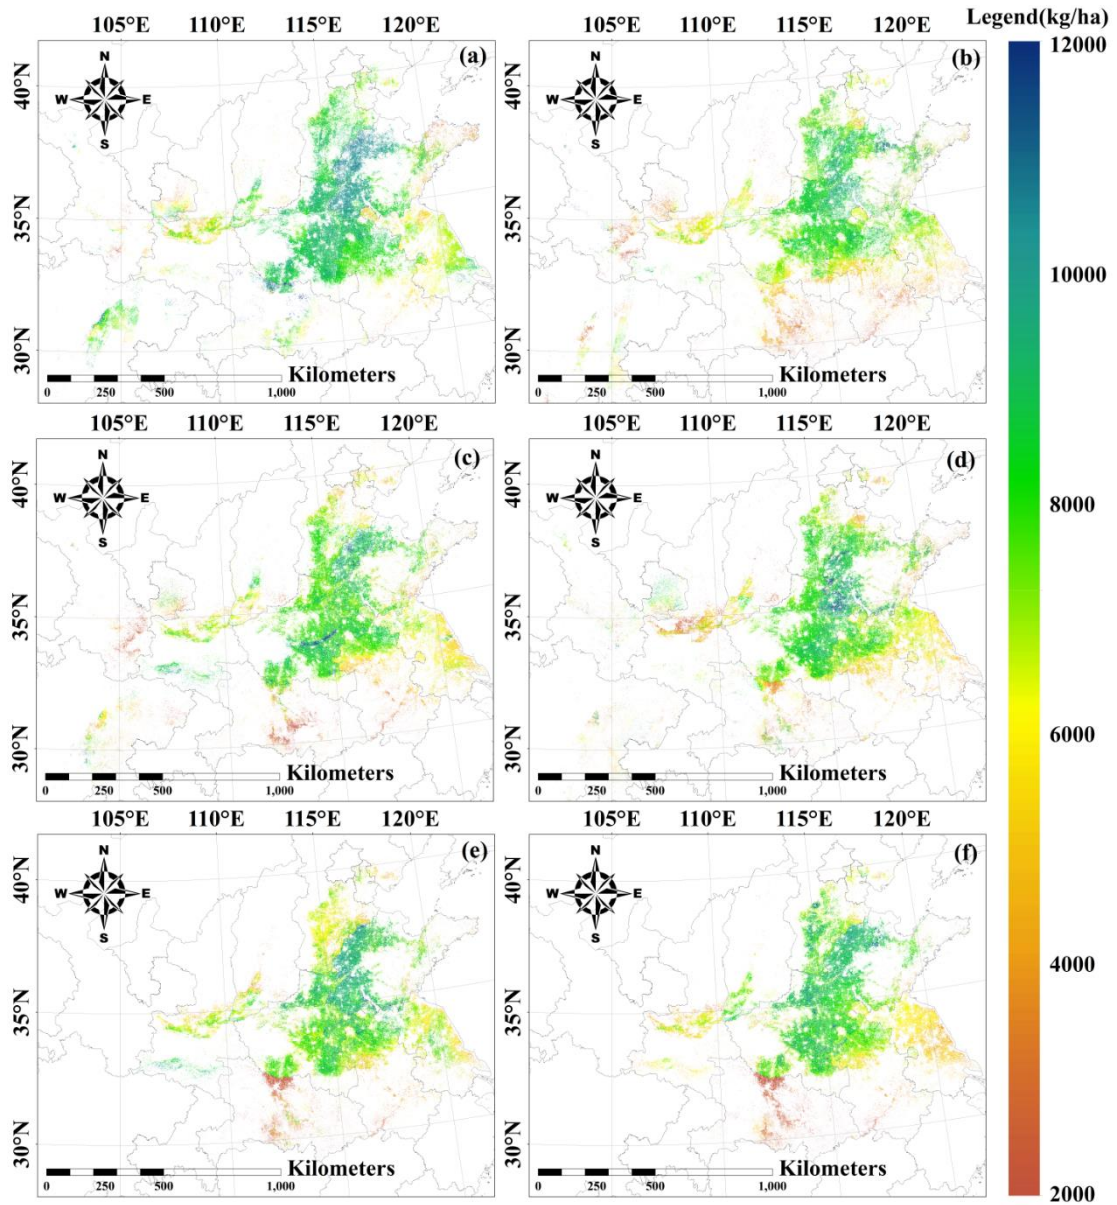 105°E 110°E 115°E 120°E 105°E 110°E 115°E 120°E Legend(kg/ha)
(a) (b) 12000
N N
40°N 40°N
W E W E
S S
35°N 35°N
10000
30°N 30°N
Kilometers Kilometers
0 250 500 1,000 0 250 500 1,000
105°E 110°E 115°E 120°E 105°E 110°E 115°E 120°E
(c) (d)
N N
40°N 40°N
W E W E
8000
S S
35°N 35°N
6000
30°N 30°N
Kilometers Kilometers
0 250 500 1,000 0 250 500 1,000
105°E 110°E 115°E 120°E 105°E 110°E 115°E 120°E
(e) (f)
N N
40°N 40°N
W E W E
S S
4000
35°N 35°N
30°N 30°N
Kilometers Kilometers
0 250 500 1,000 0 250 500 1,000
2000